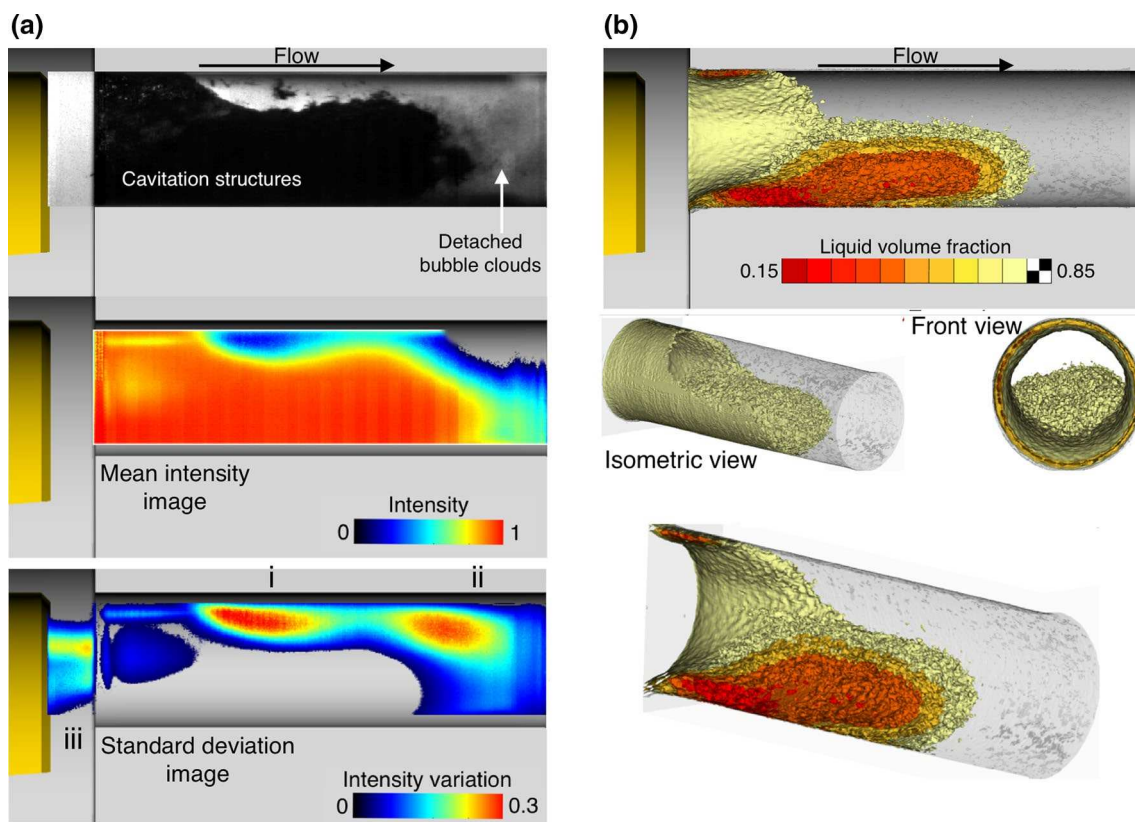 (a)
Flow
Cavitation structures
Detached
bubble clouds
Mean intensity
image
Intensity
0
1
i
ii
iii
Standard deviation
image
Intensity variation
0
0.3
(b)
Flow
Liquid volume fraction
0.15
0.85
Front view
Isometric view